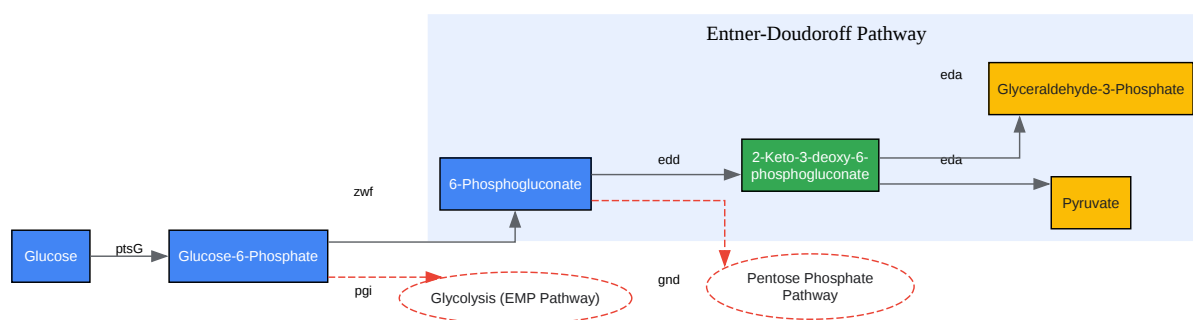 Entner-Doudoroff Pathway
eda
Glyceraldehyde-3-Phosphate
edd
2-Keto-3-deoxy-6-
phosphogluconate
eda
6-Phosphogluconate
zwf
Pyruvate
Glucose
ptsG
Glucose-6-Phosphate
pgi
Glycolysis (EMP Pathway)
gnd
Pentose Phosphate
Pathway